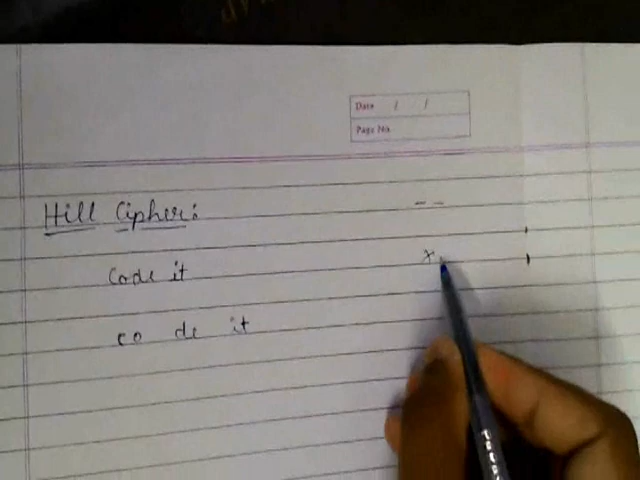 Date / /
Page No.
Hill Cipher:
-- 
Code it
x
co de it